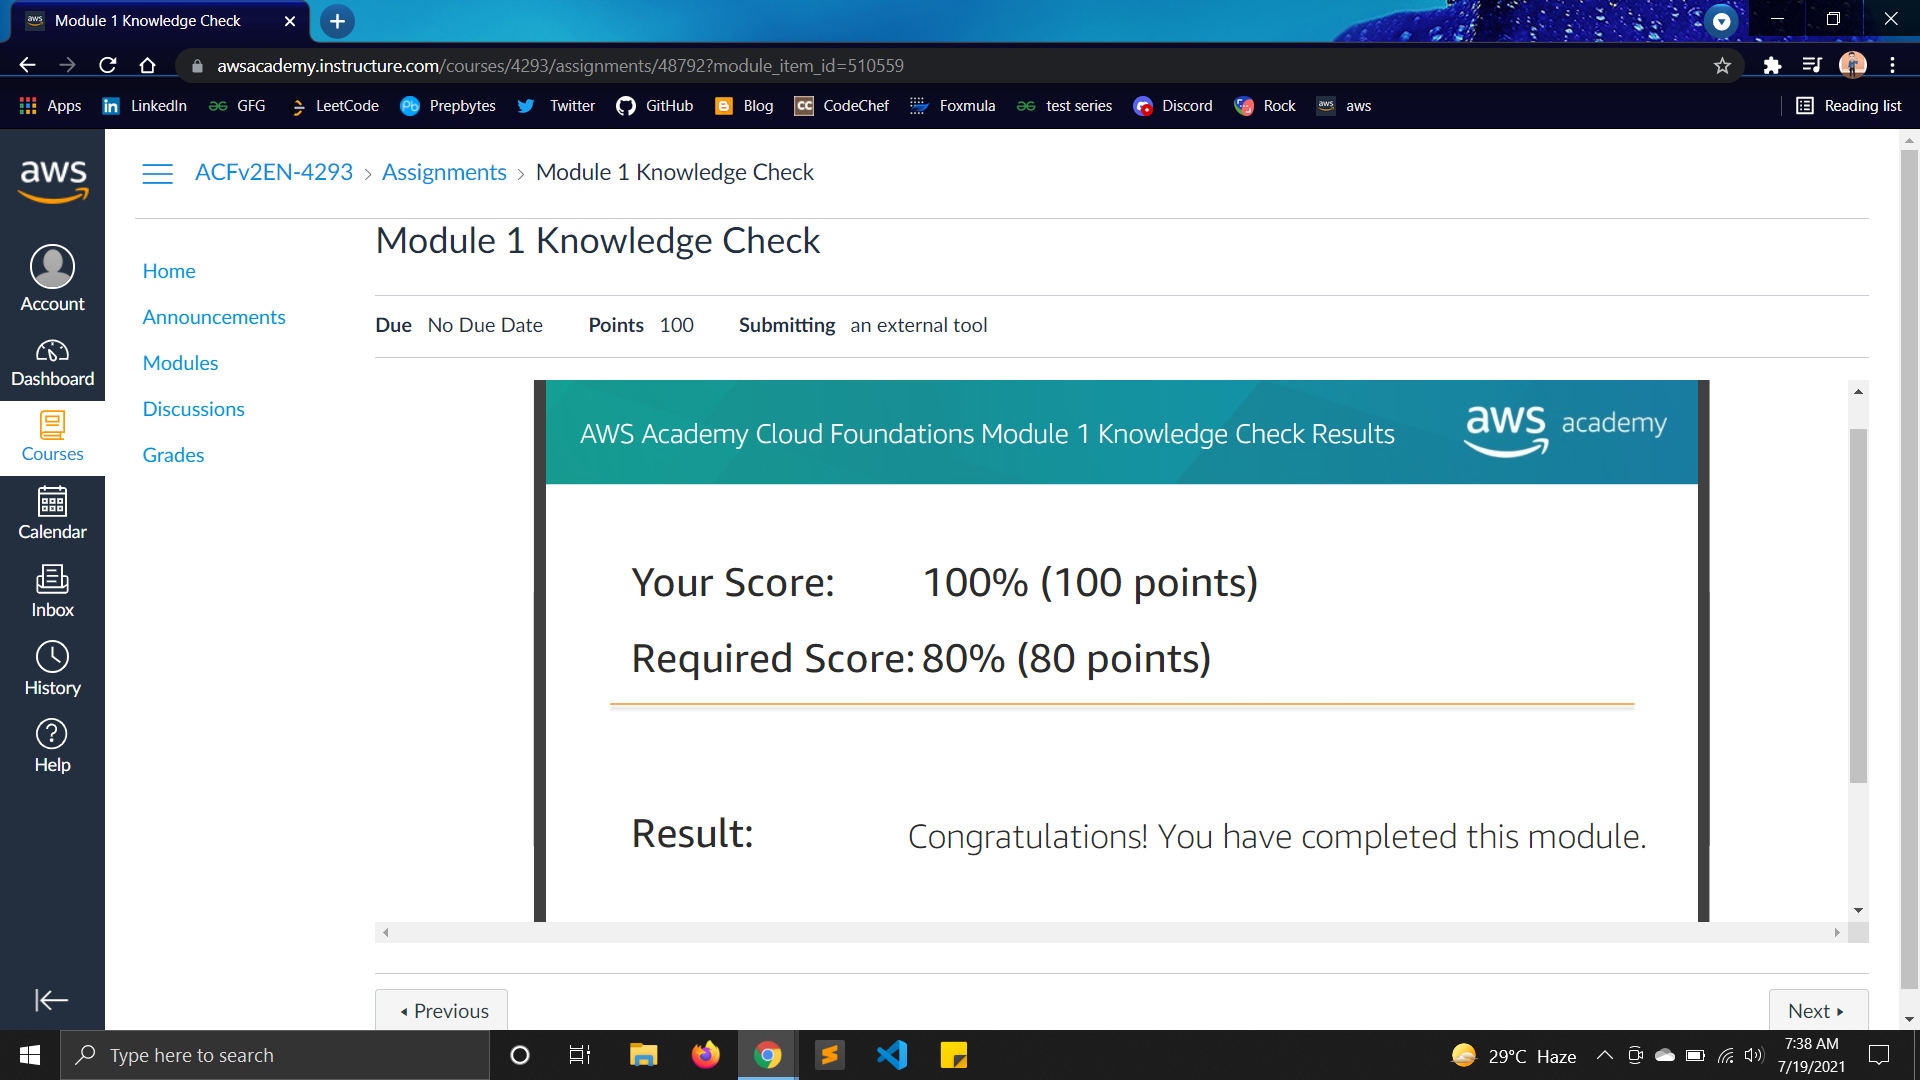 aws Module 1 Knowledge Check
awsacademy.instructure.com/courses/4293/assignments/48792?module_item_id=510559
Apps LinkedIn GFG LeetCode Prepbytes Twitter GitHub Blog CC CodeChef Foxmula test series Discord Rock aws aws Reading list
aws
Account
Dashboard
Courses
Calendar
Inbox
History
Help
ACFv2EN-4293 > Assignments > Module 1 Knowledge Check
Home
Announcements
Modules
Discussions
Grades
Module 1 Knowledge Check
Due No Due Date Points 100 Submitting an external tool
AWS Academy Cloud Foundations Module 1 Knowledge Check Results aws academy
Your Score: 100% (100 points)
Required Score: 80% (80 points)
Result: Congratulations! You have completed this module.
Previous Next
Type here to search
29°C Haze
7:38 AM
7/19/2021